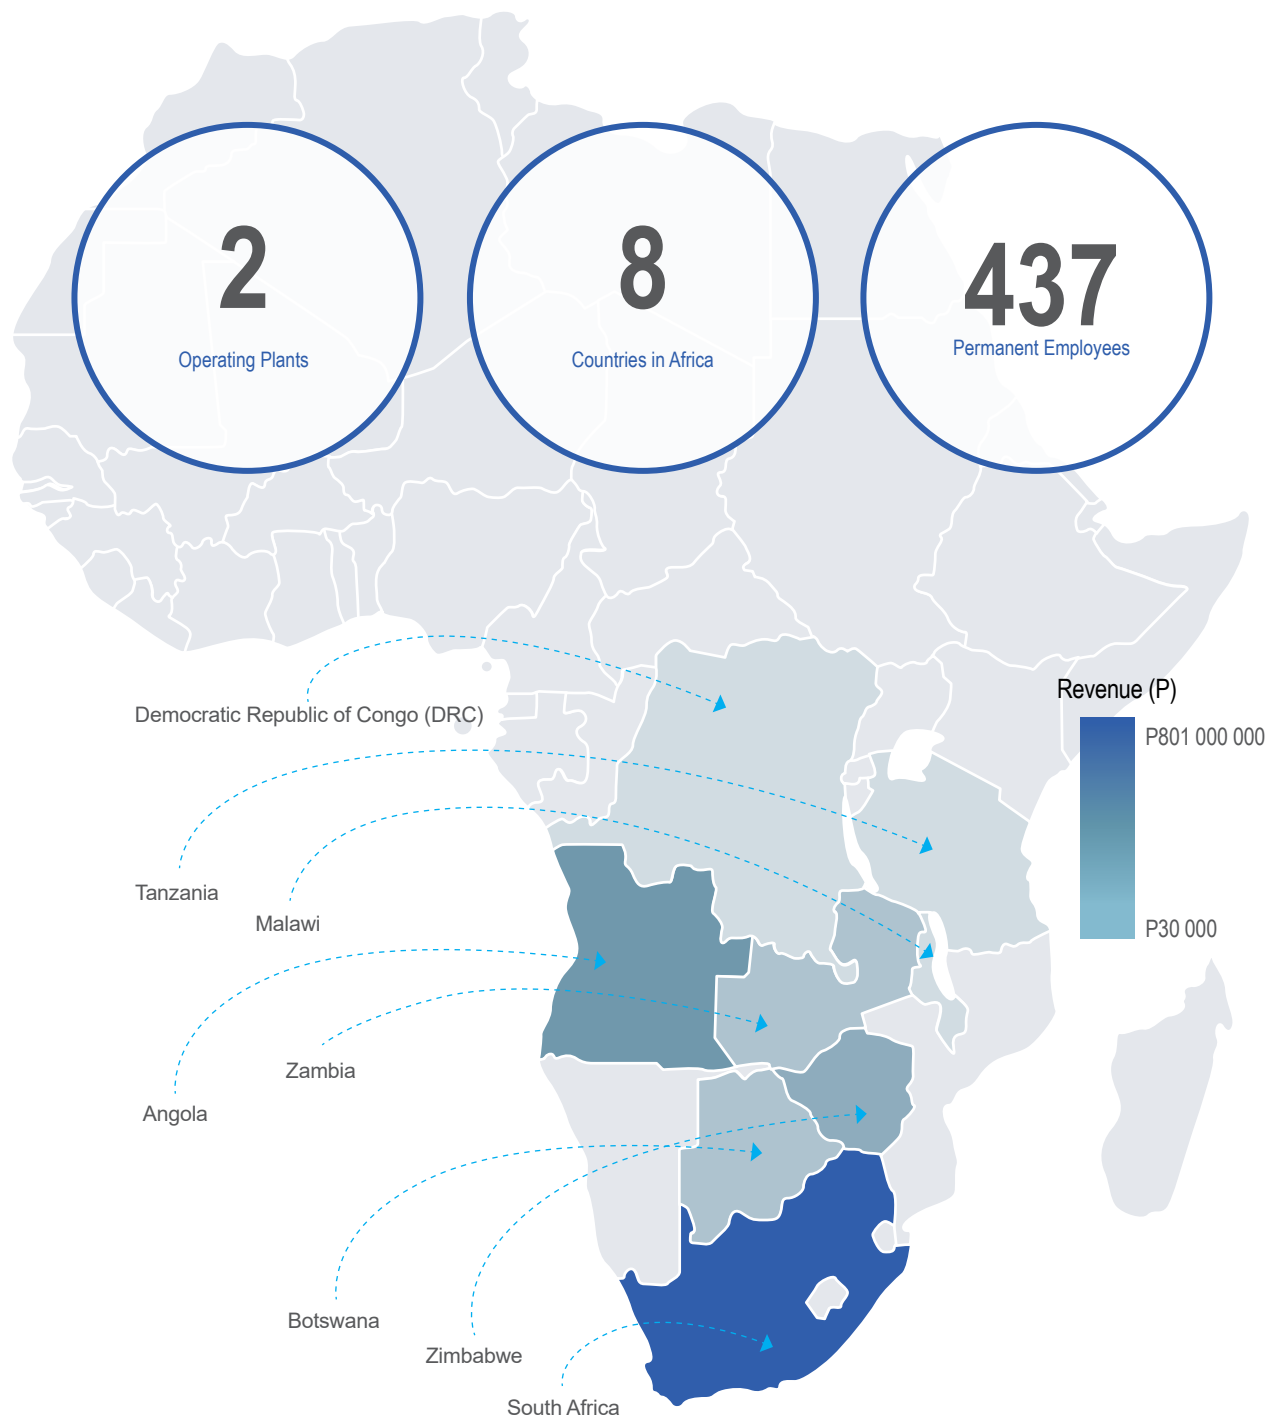 2
Operating Plants
8
Countries in Africa
437
Permanent Employees
Revenue (P)
P801 000 000
P30 000
Democratic Republic of Congo (DRC)
Tanzania
Malawi
Zambia
Angola
Botswana
Zimbabwe
South Africa